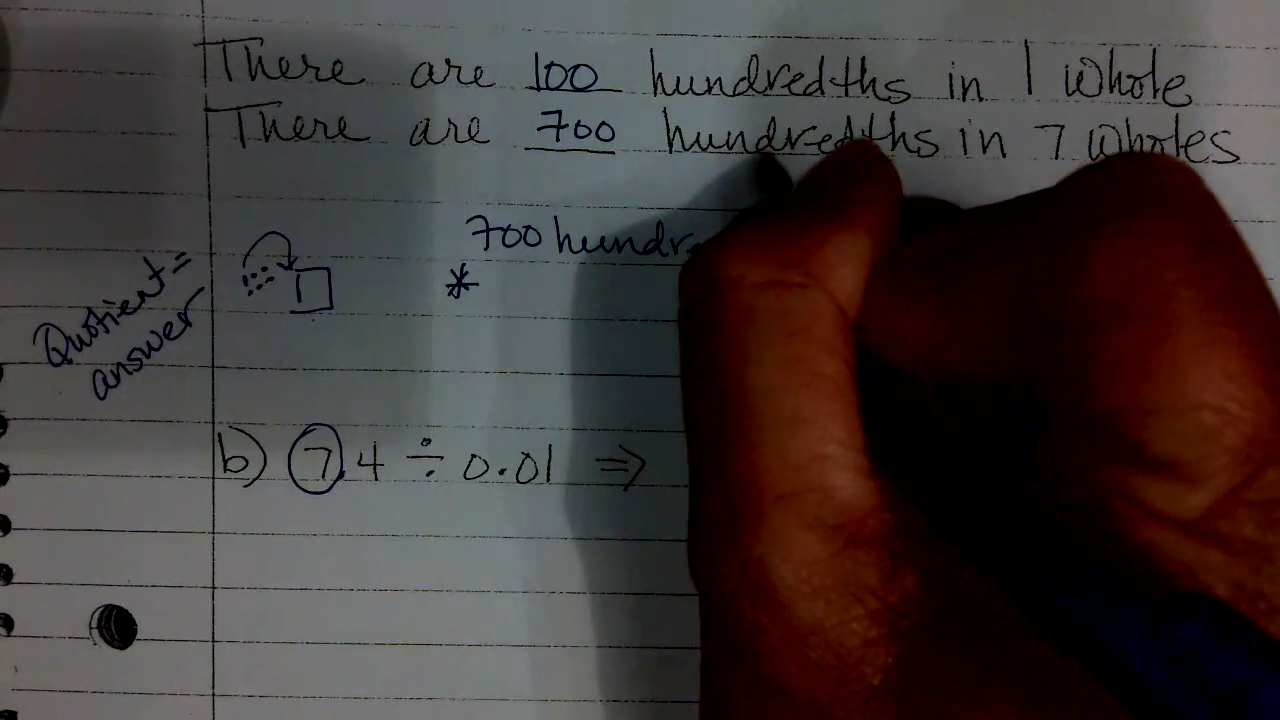 There are 100 hundredths in 1 whole
There are 700 hundredths in 7 wholes
700 hundr
*
Quotient =
answer
b) 7.4 ÷ 0.01 ⇒